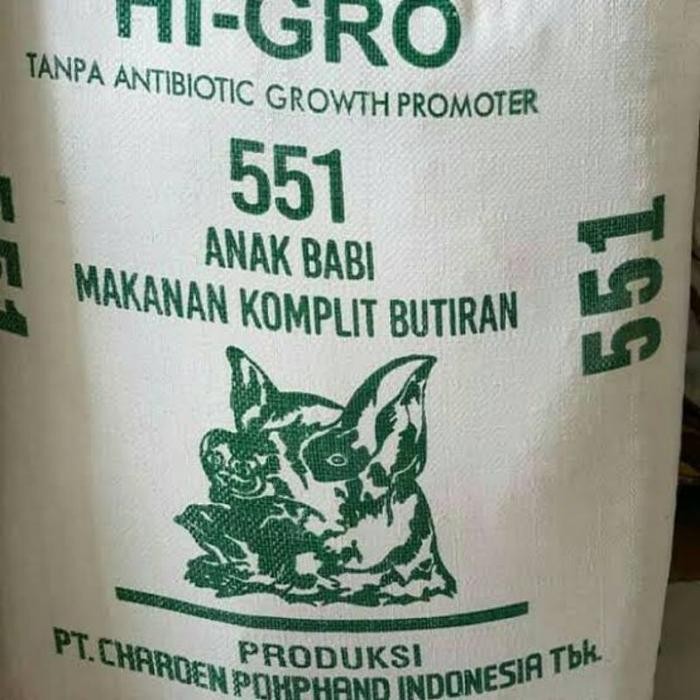 HI-GRO
TANPA ANTIBIOTIC GROWTH PROMOTER
551
ANAK BABI
MAKANAN KOMPLIT BUTIRAN
551
551
PRODUKSI
PT. CHAROEN POKPHAND INDONESIA Tbk.